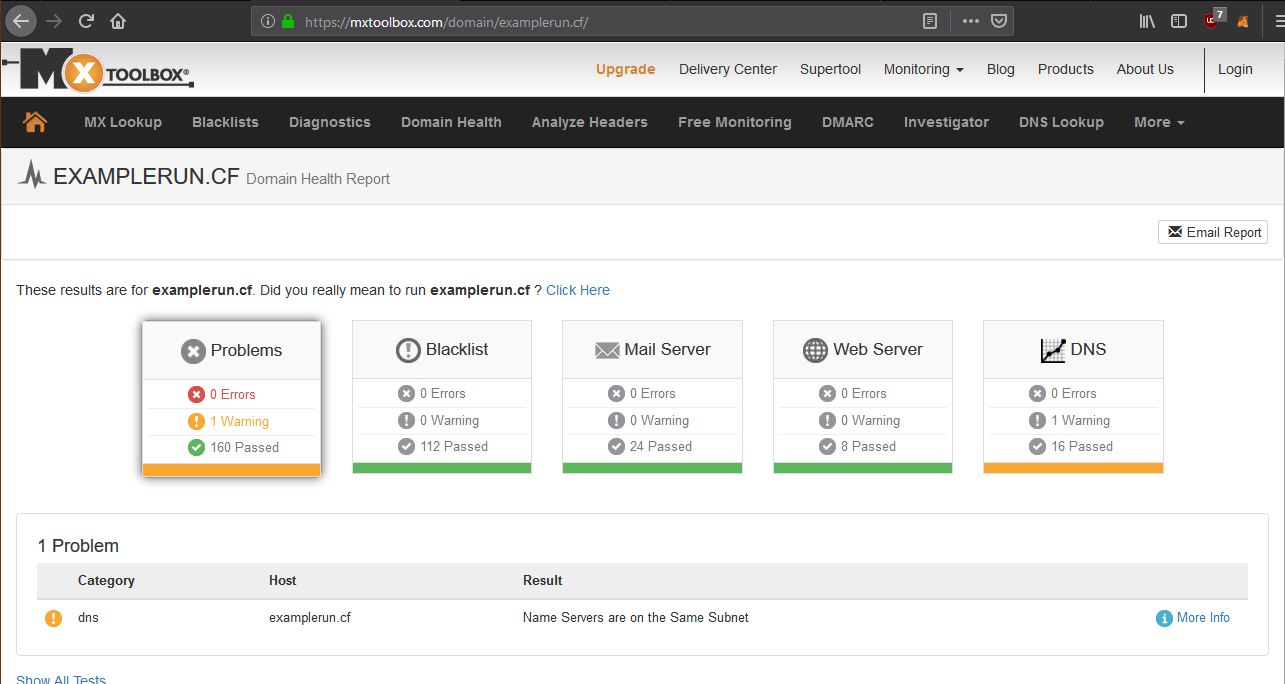 https://mxtoolbox.com/domain/examplerun.cf/
7
MX TOOLBOX®
Upgrade Delivery Center Supertool Monitoring Blog Products About Us Login
MX Lookup Blacklists Diagnostics Domain Health Analyze Headers Free Monitoring DMARC Investigator DNS Lookup More
EXAMPLERUN.CF Domain Health Report
Email Report
These results are for examplerun.cf. Did you really mean to run examplerun.cf ? Click Here
Problems
0 Errors
1 Warning
160 Passed
Blacklist
0 Errors
0 Warning
112 Passed
Mail Server
0 Errors
0 Warning
24 Passed
Web Server
0 Errors
0 Warning
8 Passed
DNS
0 Errors
1 Warning
16 Passed
1 Problem
Category Host Result
dns examplerun.cf Name Servers are on the Same Subnet More Info
Show All Tests